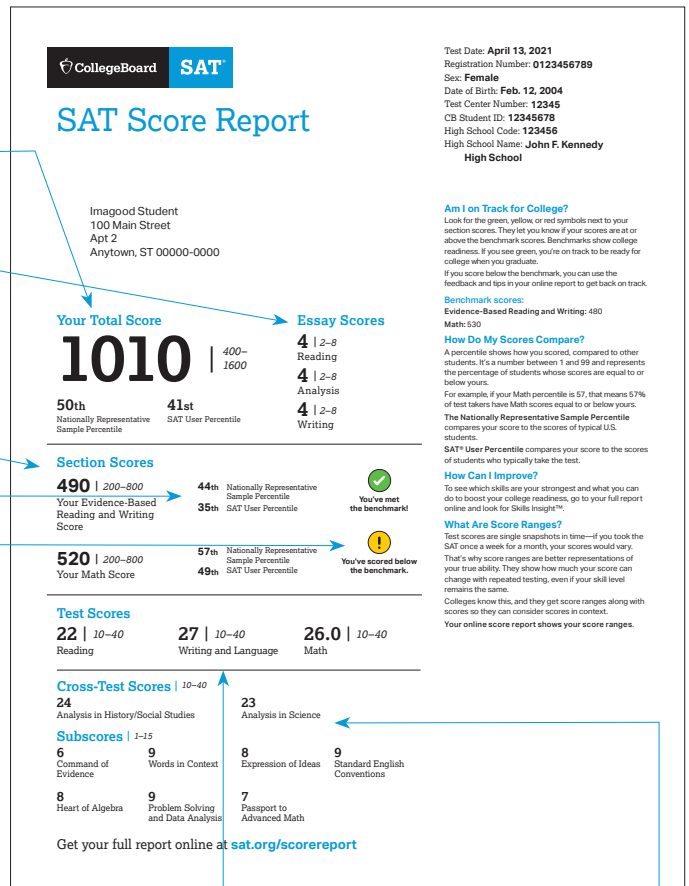 CollegeBoard SAT®
SAT Score Report
Test Date: April 13, 2021
Registration Number: 0123456789
Sex: Female
Date of Birth: Feb. 12, 2004
Test Center Number: 12345
CB Student ID: 12345678
High School Code: 123456
High School Name: John F. Kennedy
High School
Imagood Student
100 Main Street
Apt 2
Anytown, ST 00000-0000
Your Total Score
1010 | 400–
1600
50th
Nationally Representative
Sample Percentile
41st
SAT User Percentile
Essay Scores
4 | 2–8
Reading
4 | 2–8
Analysis
4 | 2–8
Writing
Section Scores
490 | 200–800
Your Evidence-Based
Reading and Writing
Score
44th Nationally Representative
Sample Percentile
35th SAT User Percentile
You've met
the benchmark!
520 | 200–800
Your Math Score
57th Nationally Representative
Sample Percentile
49th SAT User Percentile
!
You've scored below
the benchmark.
Test Scores
22 | 10–40
Reading
27 | 10–40
Writing and Language
26.0 | 10–40
Math
Cross-Test Scores | 10–40
24
Analysis in History/Social Studies
23
Analysis in Science
Subscores | 1–15
6
Command of
Evidence
9
Words in Context
8
Expression of Ideas
9
Standard English
Conventions
8
Heart of Algebra
9
Problem Solving
and Data Analysis
7
Passport to
Advanced Math
Get your full report online at sat.org/scorereport
Am I on Track for College?
Look for the green, yellow, or red symbols next to your
section scores. They let you know if your scores are at or
above the benchmark scores. Benchmarks show college
readiness. If you see green, you're on track to be ready for
college when you graduate.
If you score below the benchmark, you can use the
feedback and tips in your online report to get back on track.
Benchmark scores:
Evidence-Based Reading and Writing: 480
Math: 530
How Do My Scores Compare?
A percentile shows how you scored, compared to other
students. It's a number between 1 and 99 and represents
the percentage of students whose scores are equal to or
below yours.
For example, if your Math percentile is 57, that means 57%
of test takers have Math scores equal to or below yours.
The Nationally Representative Sample Percentile
compares your score to the scores of typical U.S.
students.
SAT® User Percentile compares your score to the scores
of students who typically take the test.
How Can I Improve?
To see which skills are your strongest and what you can
do to boost your college readiness, go to your full report
online and look for Skills Insight™.
What Are Score Ranges?
Test scores are single snapshots in time—if you took the
SAT once a week for a month, your scores would vary.
That's why score ranges are better representations of
your true ability. They show how much your score can
change with repeated testing, even if your skill level
remains the same.
Colleges know this, and they get score ranges along with
scores so they can consider scores in context.
Your online score report shows your score ranges.